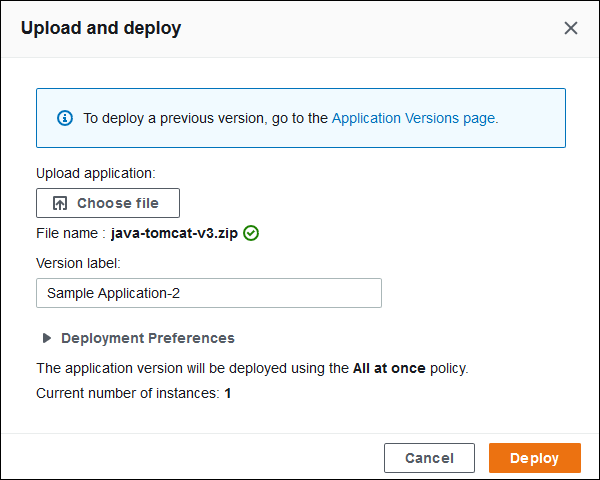 Upload and deploy
To deploy a previous version, go to the Application Versions page.
Upload application:
Choose file
File name : java-tomcat-v3.zip
Version label:
Sample Application-2
Deployment Preferences
The application version will be deployed using the All at once policy.
Current number of instances: 1
Cancel
Deploy